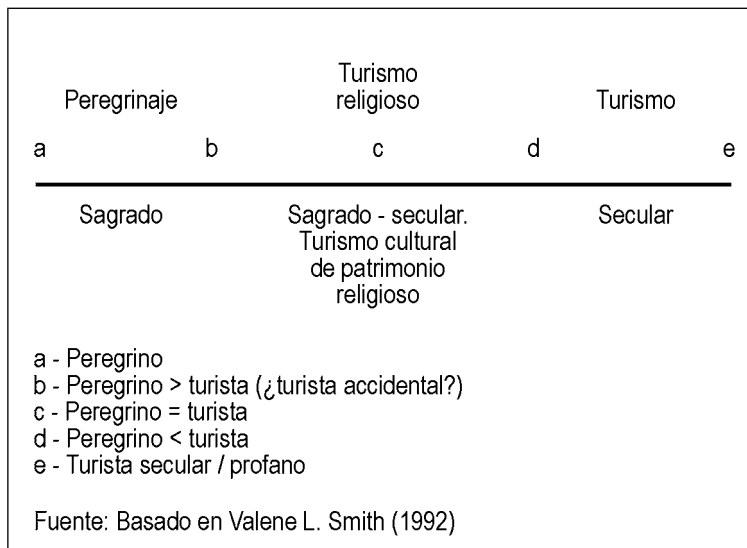 Peregrinaje
Turismo
religioso
Turismo
a b c d e
Sagrado
Sagrado - secular.
Turismo cultural
de patrimonio
religioso
Secular
a - Peregrino
b - Peregrino > turista (¿turista accidental?)
c - Peregrino = turista
d - Peregrino < turista
e - Turista secular / profano
Fuente: Basado en Valene L. Smith (1992)